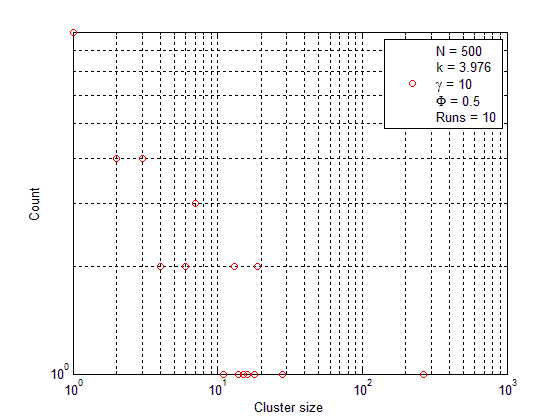 N = 500
k = 3.976
γ = 10
Φ = 0.5
Runs = 10
Count
10⁰
10⁰ 10¹ 10² 10³
Cluster size